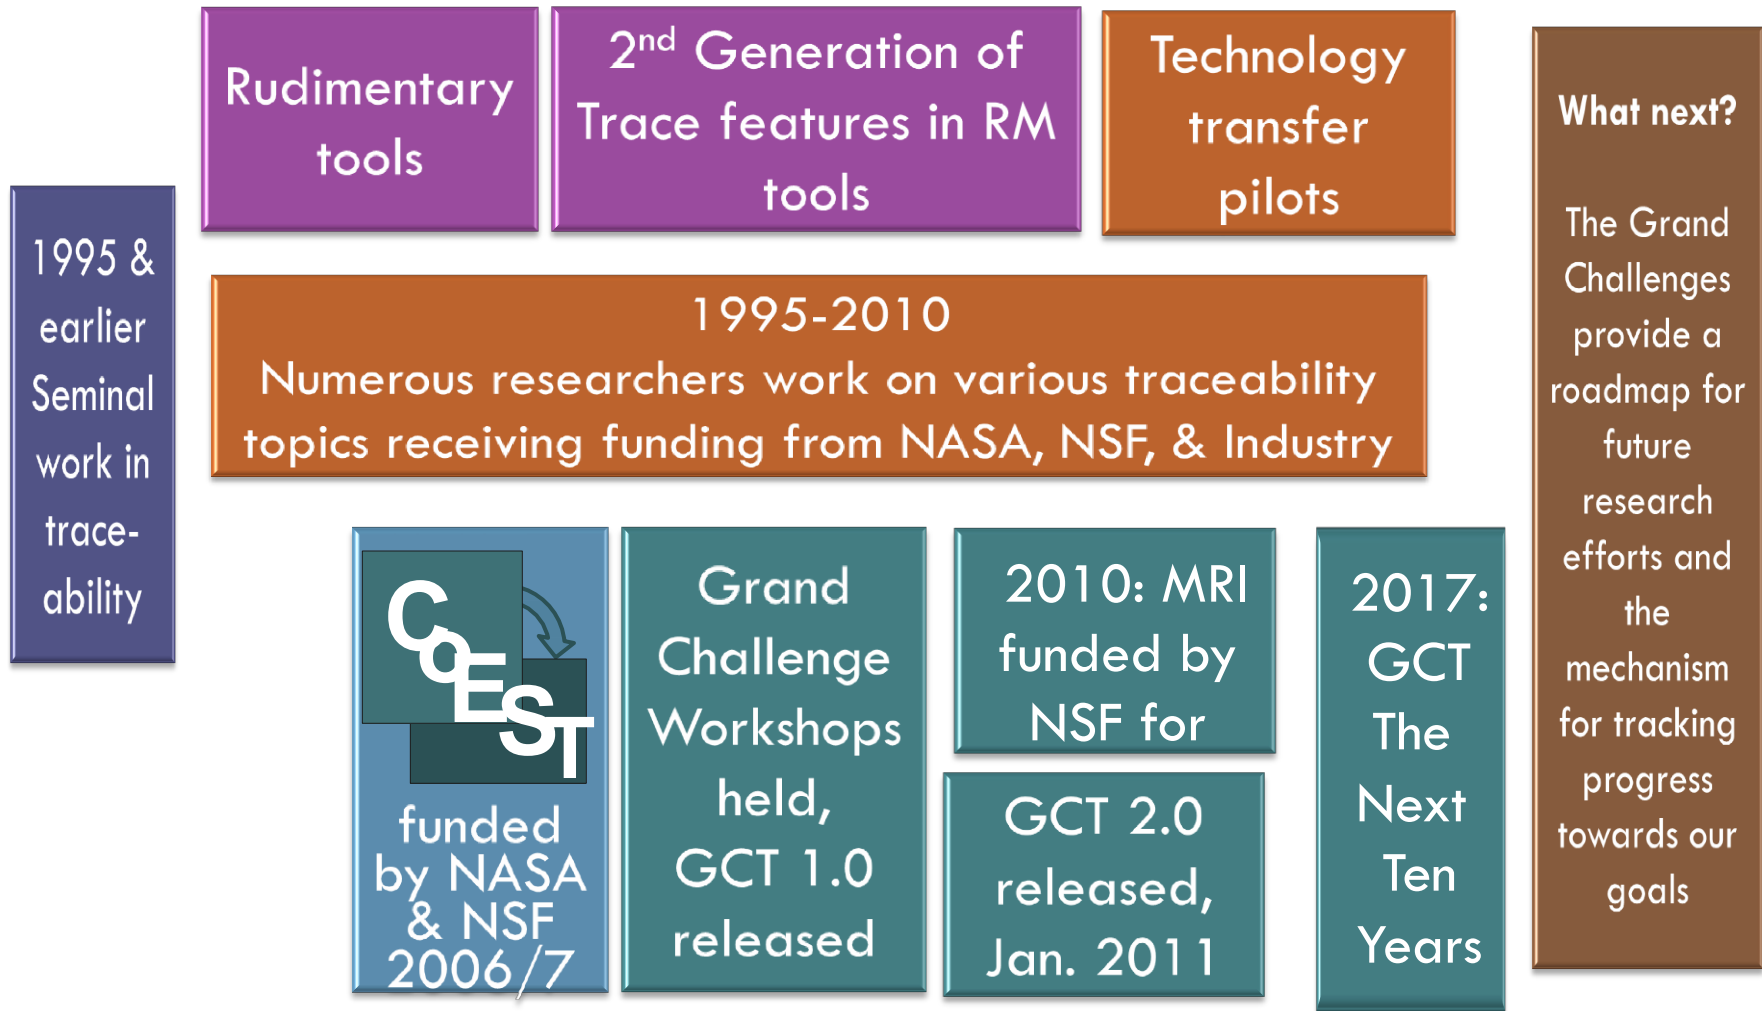 Rudimentary
tools
2nd Generation of
Trace features in RM
tools
Technology
transfer
pilots
1995 &
earlier
Seminal
work in
trace-
ability
1995-2010
Numerous researchers work on various traceability
topics receiving funding from NASA, NSF, & Industry
COEST
funded
by NASA
& NSF
2006/7
Grand
Challenge
Workshops
held,
GCT 1.0
released
2010: MRI
funded by
NSF for
GCT 2.0
released,
Jan. 2011
2017:
GCT
The
Next
Ten
Years
What next?
The Grand
Challenges
provide a
roadmap for
future
research
efforts and
the
mechanism
for tracking
progress
towards our
goals